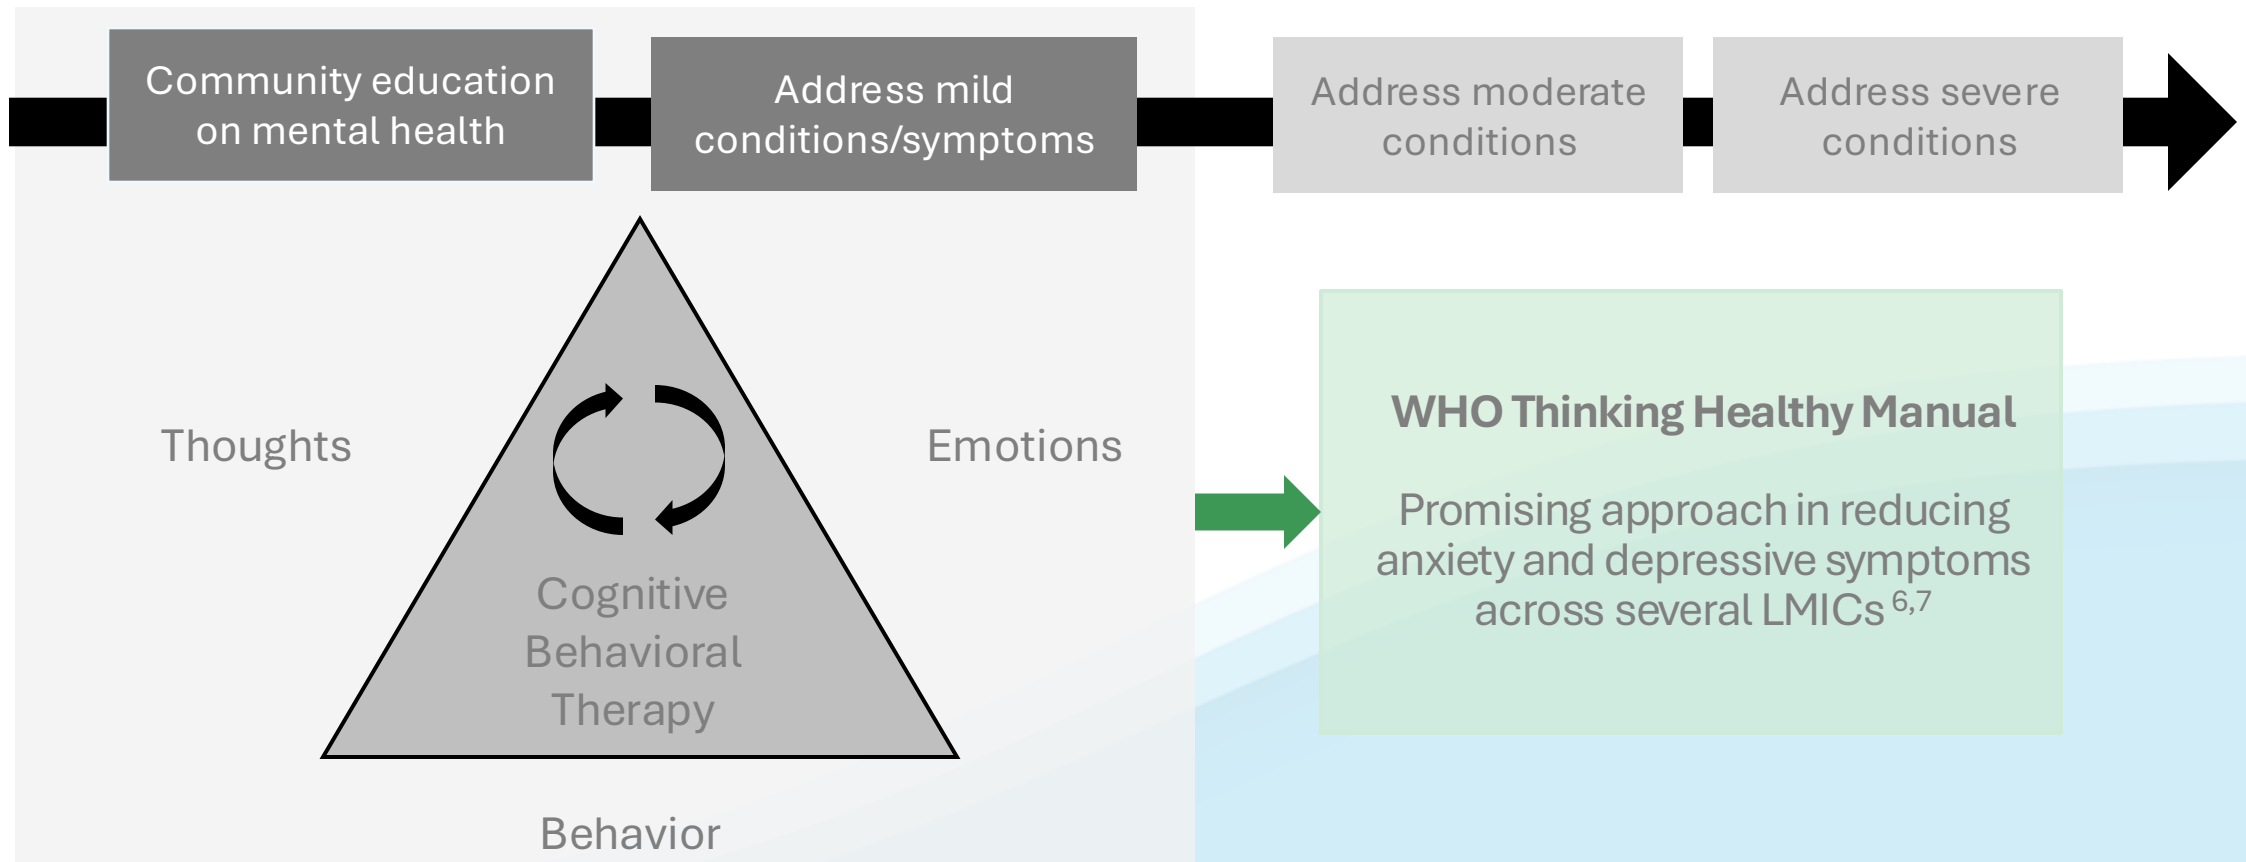 Community education
on mental health
Address mild
conditions/symptoms
Address moderate
conditions
Address severe
conditions
Thoughts
Emotions
Cognitive
Behavioral
Therapy
Behavior
WHO Thinking Healthy Manual
Promising approach in reducing
anxiety and depressive symptoms
across several LMICs 6,7